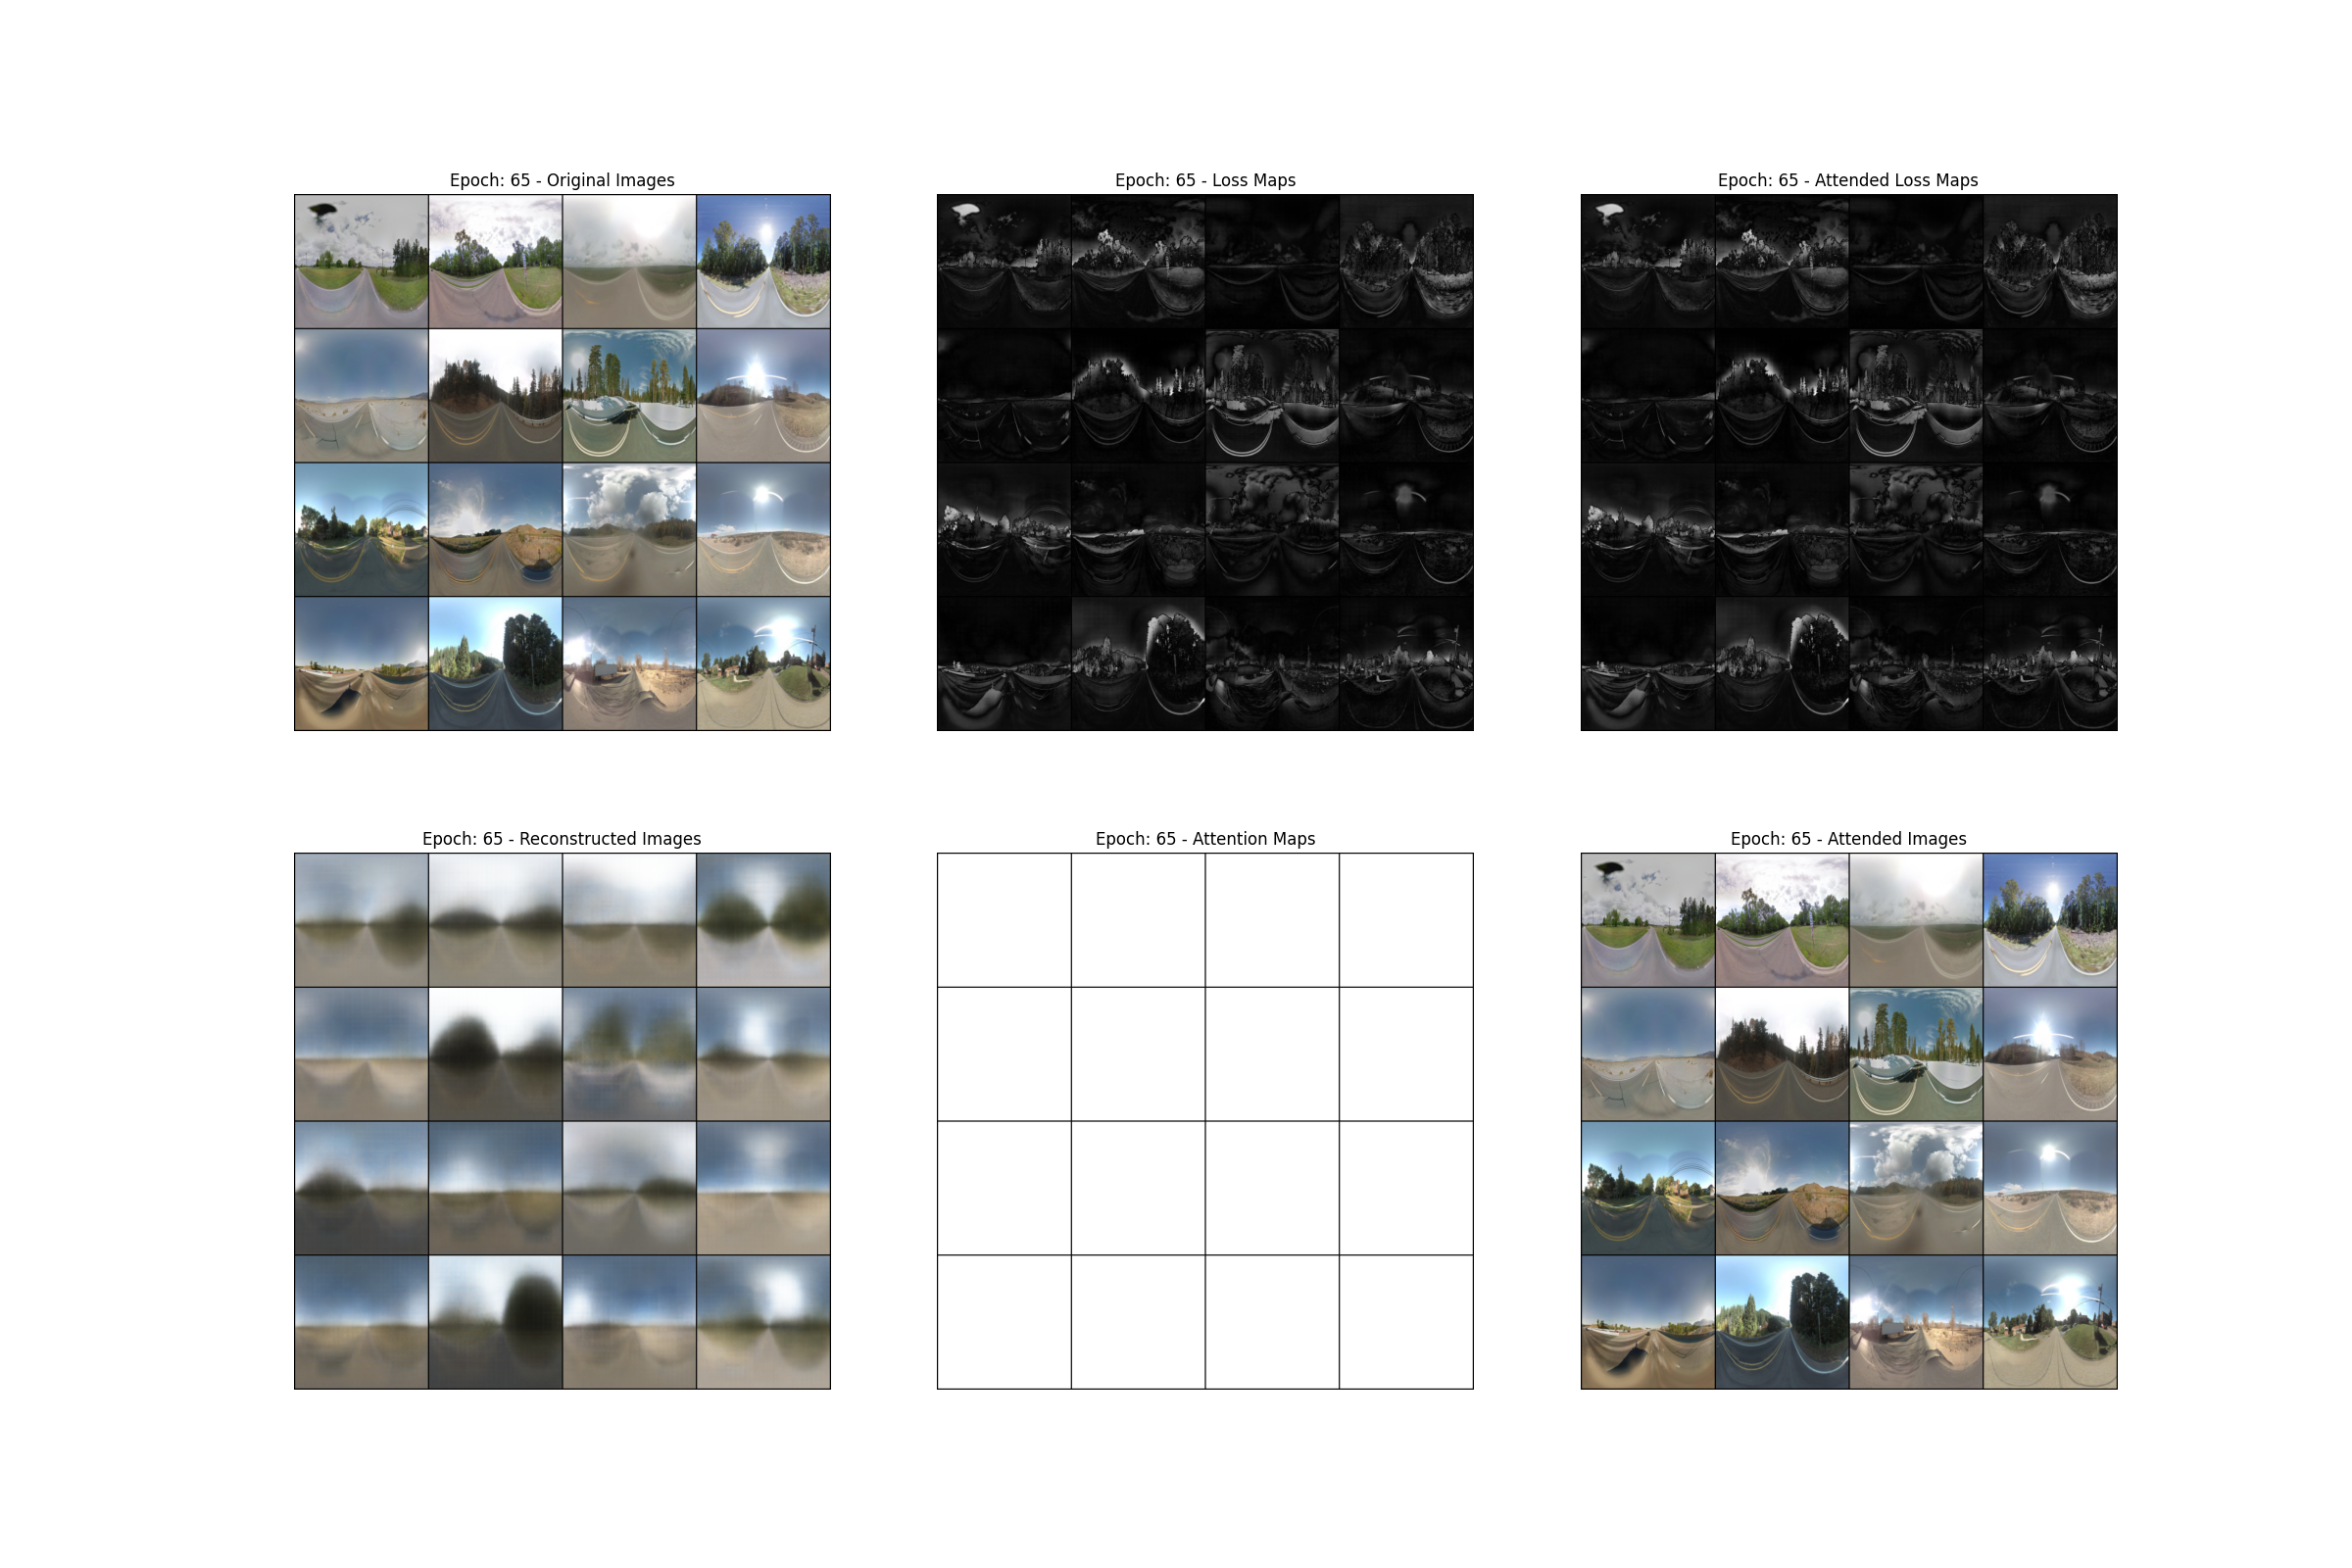 Epoch: 65 - Original Images
Epoch: 65 - Loss Maps
Epoch: 65 - Attended Loss Maps
Epoch: 65 - Reconstructed Images
Epoch: 65 - Attention Maps
Epoch: 65 - Attended Images